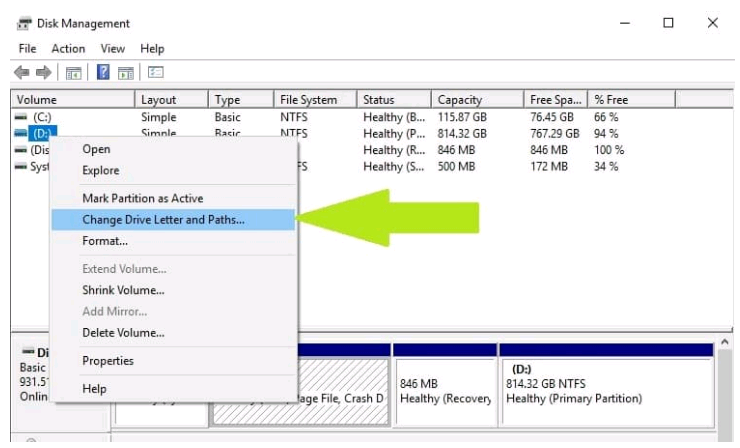 Disk Management
File Action View Help
Volume Layout Type File System Status Capacity Free Spa... % Free
(C:) Simple Basic NTFS Healthy (B... 115.87 GB 76.45 GB 66 %
(D:) Simple Basic NTFS Healthy (P... 814.32 GB 767.29 GB 94 %
(Dis Healthy (R... 846 MB 846 MB 100 %
Syst FS Healthy (S... 500 MB 172 MB 34 %
Open
Explore
Mark Partition as Active
Change Drive Letter and Paths...
Format...
Extend Volume...
Shrink Volume...
Add Mirror...
Delete Volume...
Properties
Help
Di
Basic
931.5
Onlin
age File, Crash D
846 MB
Healthy (Recovery
(D:)
814.32 GB NTFS
Healthy (Primary Partition)